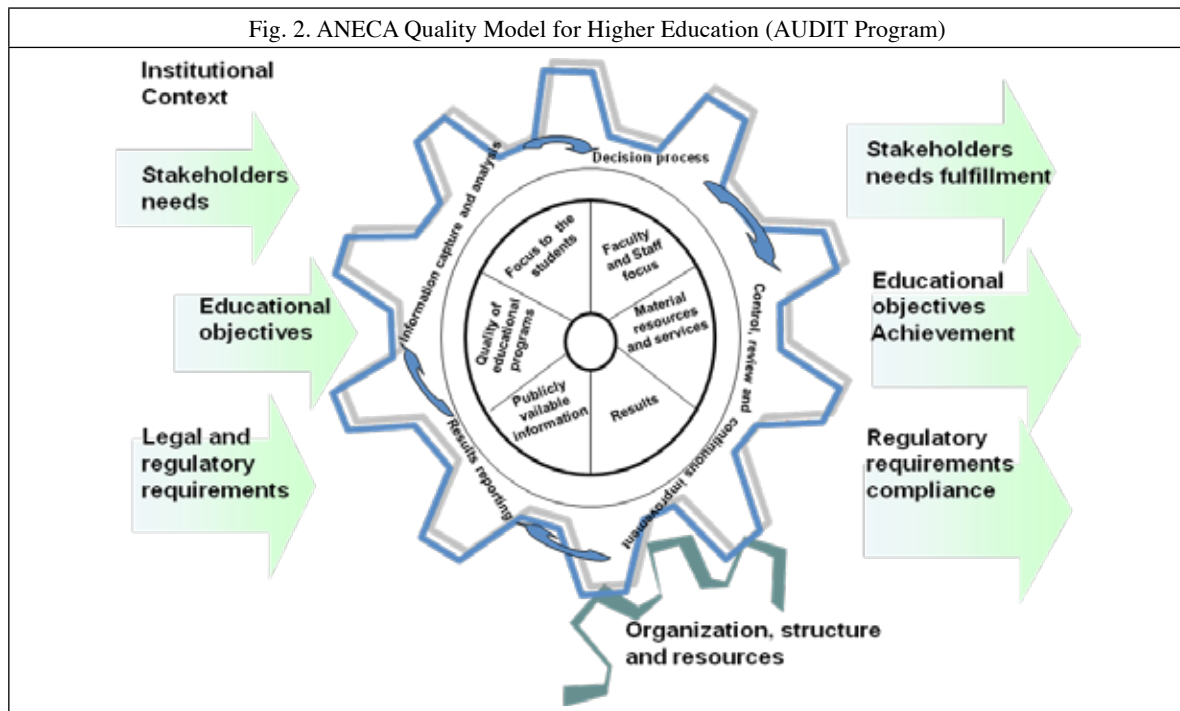 Fig. 2. ANECA Quality Model for Higher Education (AUDIT Program)
Institutional
Context
Stakeholders
needs
Educational
objectives
Legal and
regulatory
requirements
Information capture and analysis
Decision process
Control, review and continuous improvement
Results reporting
Focus to the
students
Faculty
and Staff
focus
Quality of
educational
programs
Material
resources
and services
Publicly
vailable
information
Results
Stakeholders
needs fulfillment
Educational
objectives
Achievement
Regulatory
requirements
compliance
Organization, structure
and resources